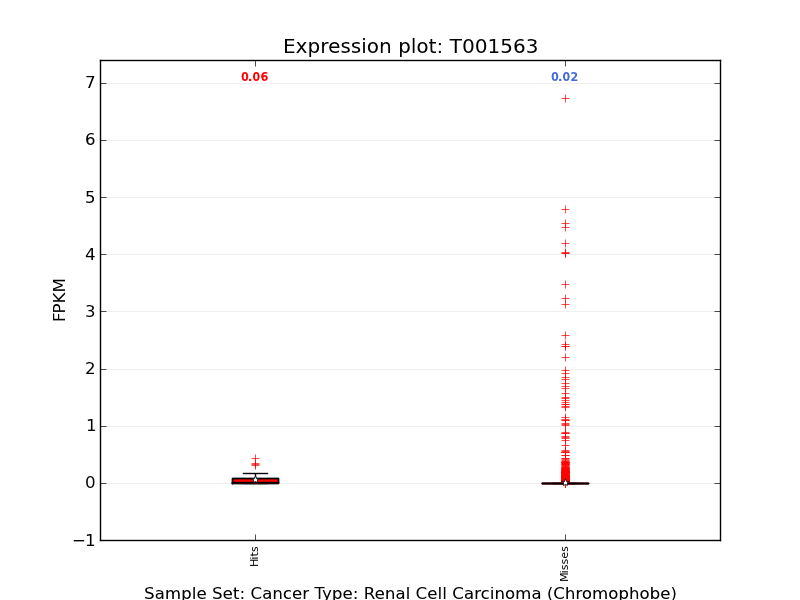 Expression plot: T001563
0.06
0.02
7
6
5
4
3
2
1
0
−1
FPKM
Hits
Misses
Sample Set: Cancer Type: Renal Cell Carcinoma (Chromophobe)